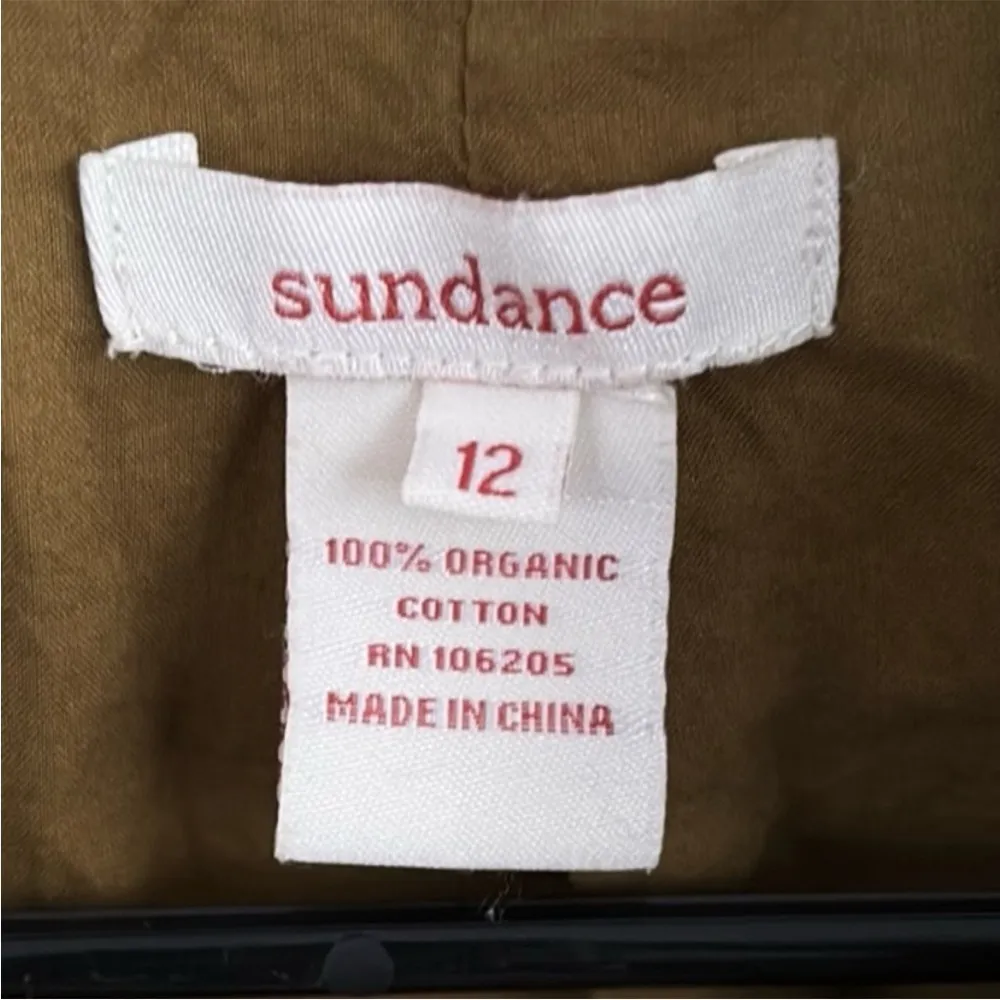 sundance
12
100% ORGANIC
COTTON
RN 106205
MADE IN CHINA